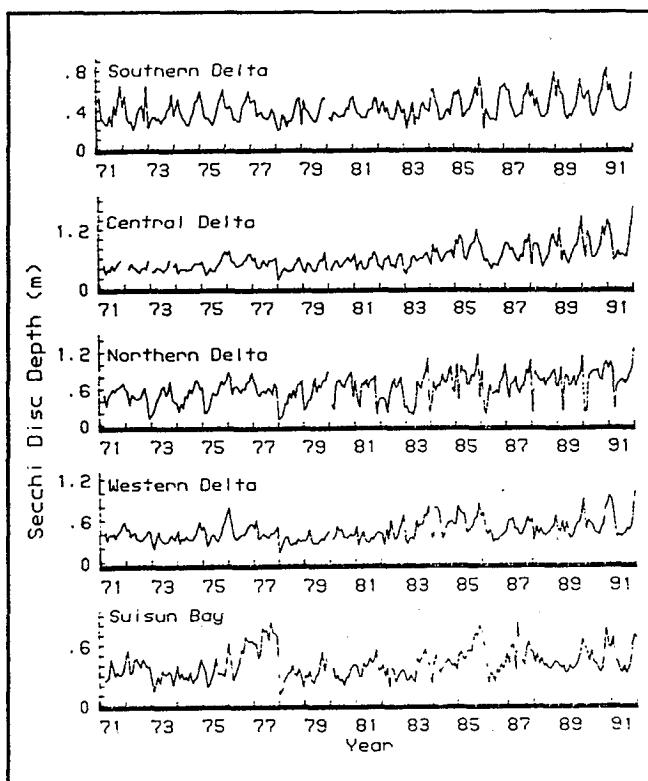 Southern Delta
.8
.4
0
71 73 75 77 79 81 83 85 87 89 91
Central Delta
1.2
0
71 73 75 77 79 81 83 85 87 89 91
Northern Delta
1.2
.6
0
71 73 75 77 79 81 83 85 87 89 91
Western Delta
1.2
.6
0
71 73 75 77 79 81 83 85 87 89 91
Suisun Bay
.6
0
71 73 75 77 79 81 83 85 87 89 91
Year
Secchi Disc Depth (m)